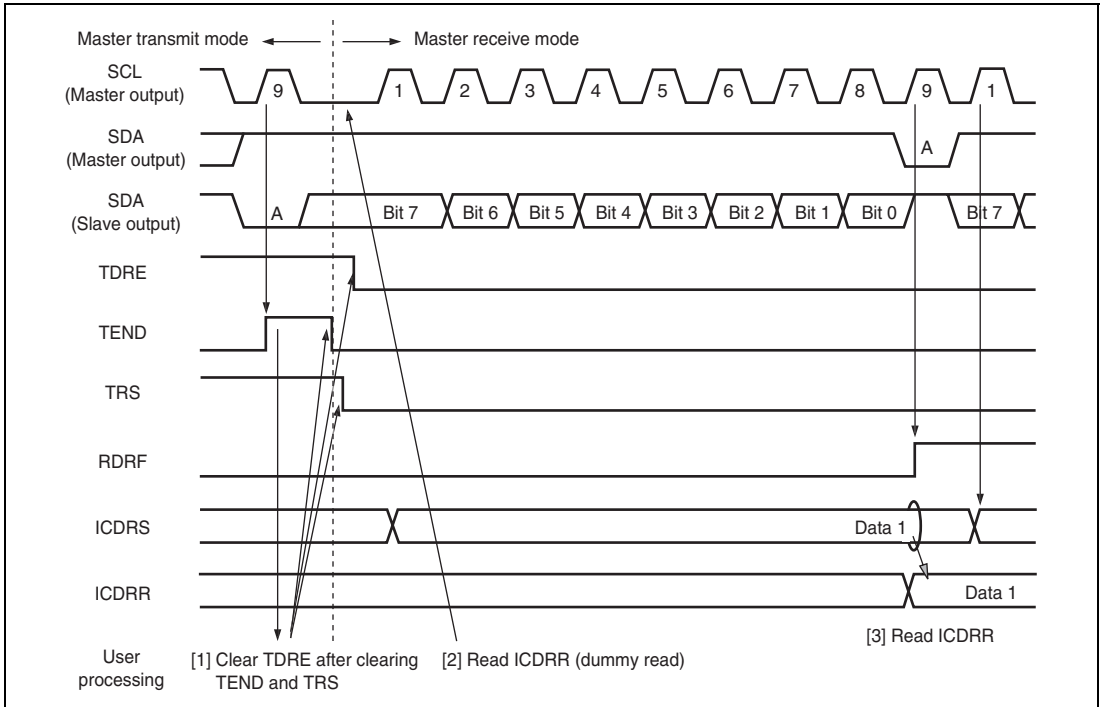 Master transmit mode
Master receive mode
SCL
(Master output)
9
1
2
3
4
5
6
7
8
9
1
SDA
(Master output)
A
SDA
(Slave output)
A
Bit 7
Bit 6
Bit 5
Bit 4
Bit 3
Bit 2
Bit 1
Bit 0
Bit 7
TDRE
TEND
TRS
RDRF
ICDRS
Data 1
ICDRR
Data 1
[3] Read ICDRR
User
processing
[1] Clear TDRE after clearing
TEND and TRS
[2] Read ICDRR (dummy read)